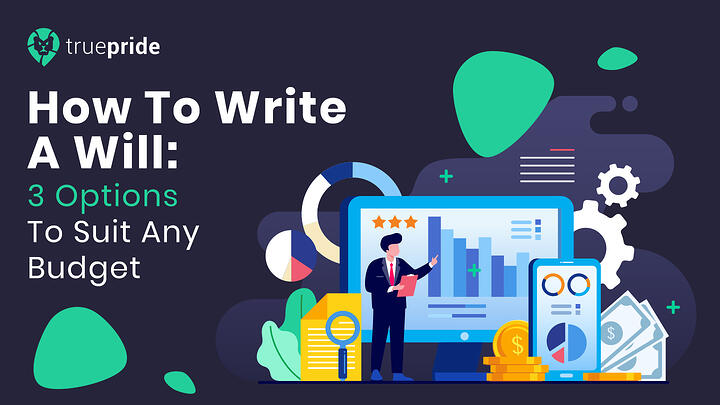 truepride
How To Write
A Will:
3 Options
To Suit Any
Budget
$
$